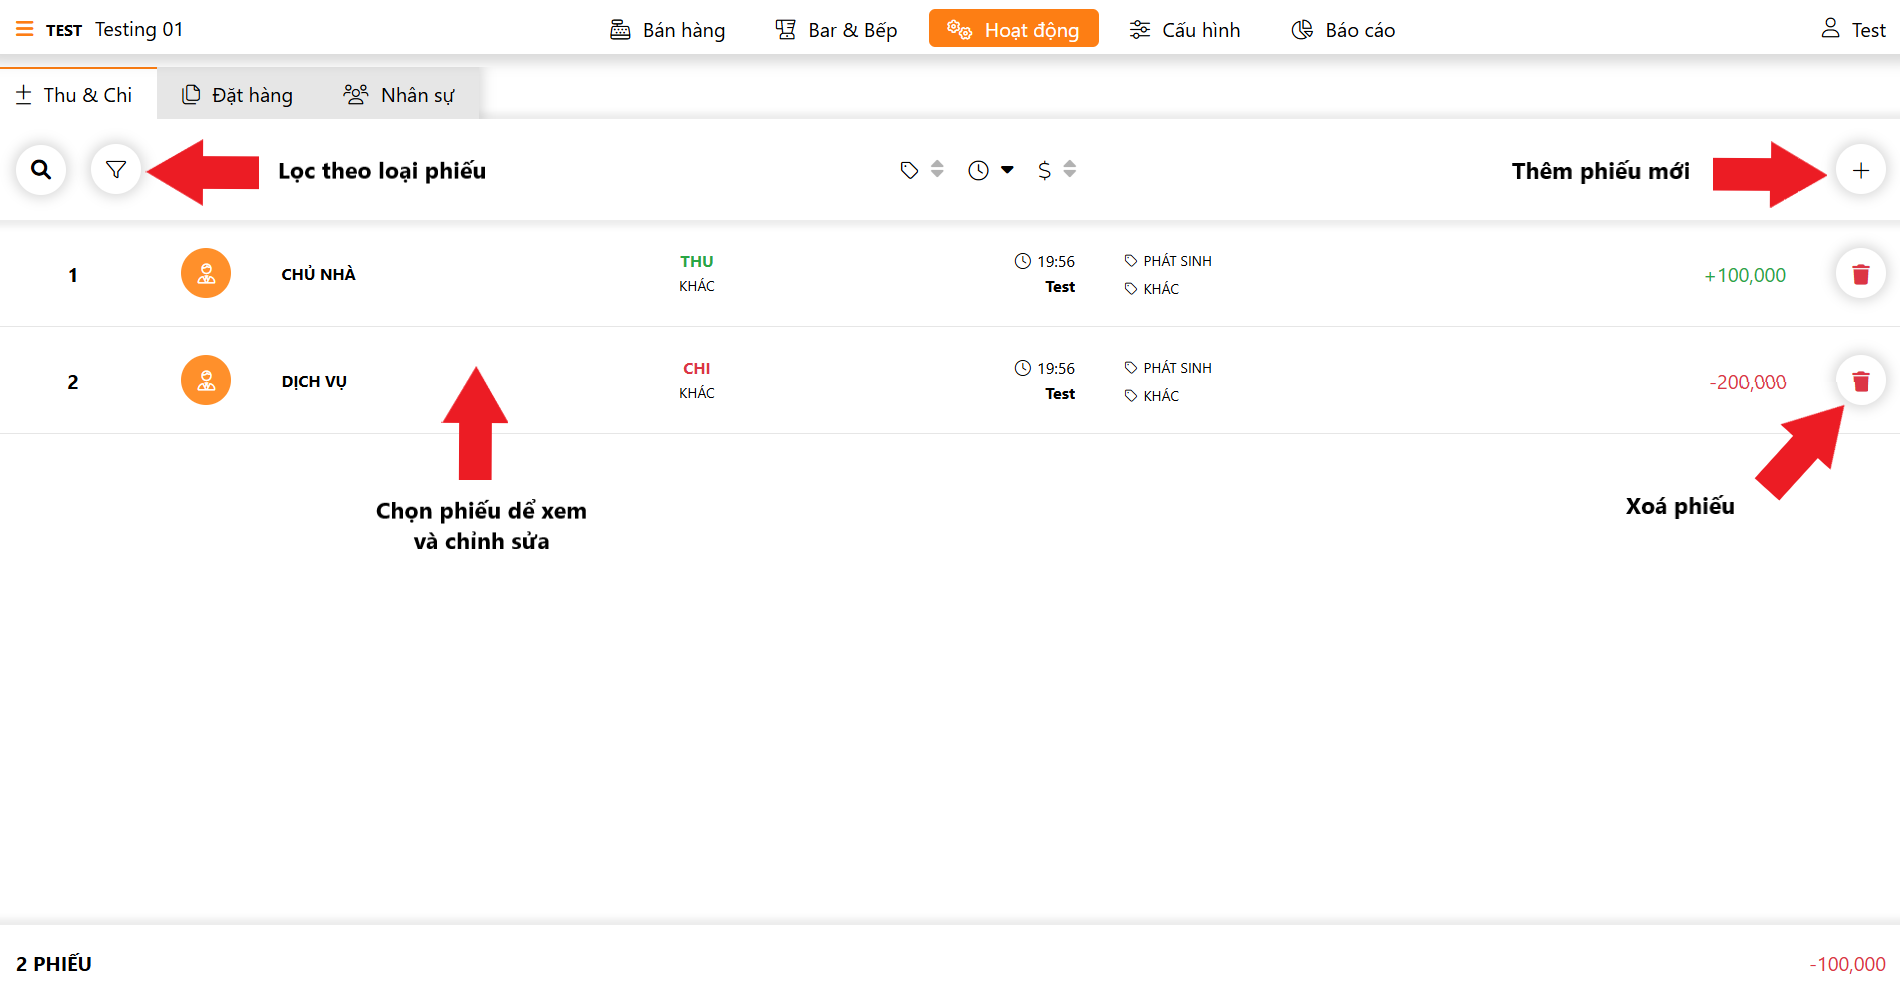 TEST Testing 01 Bán hàng Bar & Bếp Hoạt động Cấu hình Báo cáo Test
Thu & Chi Đặt hàng Nhân sự
Lọc theo loại phiếu $ Thêm phiếu mới +
1 CHỦ NHÀ THU 19:56 PHÁT SINH +100,000
KHÁC Test KHÁC
2 DỊCH VỤ CHI 19:56 PHÁT SINH -200,000
KHÁC Test KHÁC
Chọn phiếu dể xem
và chỉnh sửa
Xoá phiếu
2 PHIẾU -100,000